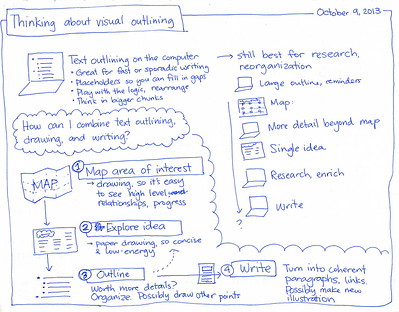 Thinking about visual outlining
October 9, 2013
Text outlining on the computer
• Great for fast or sporadic writing
• Placeholders so you can fill in gaps
• Play with the logic, rearrange
• Think in bigger chunks
→ still best for research,
reorganization
Large outline, reminders
Map
More detail beyond map
Single idea
Research enrich
Write
?
How can I combine text outlining,
drawing, and writing?
MAP
1 Map area of interest
→ drawing, so it's easy
to see high level
relationships, progress
2 Explore idea
→ paper drawing, so concise
& low-energy
3 Outline
Worth more details?
Organize. Possibly draw other points
4 Write
Turn into coherent
paragraphs, links.
Possibly make new
illustration